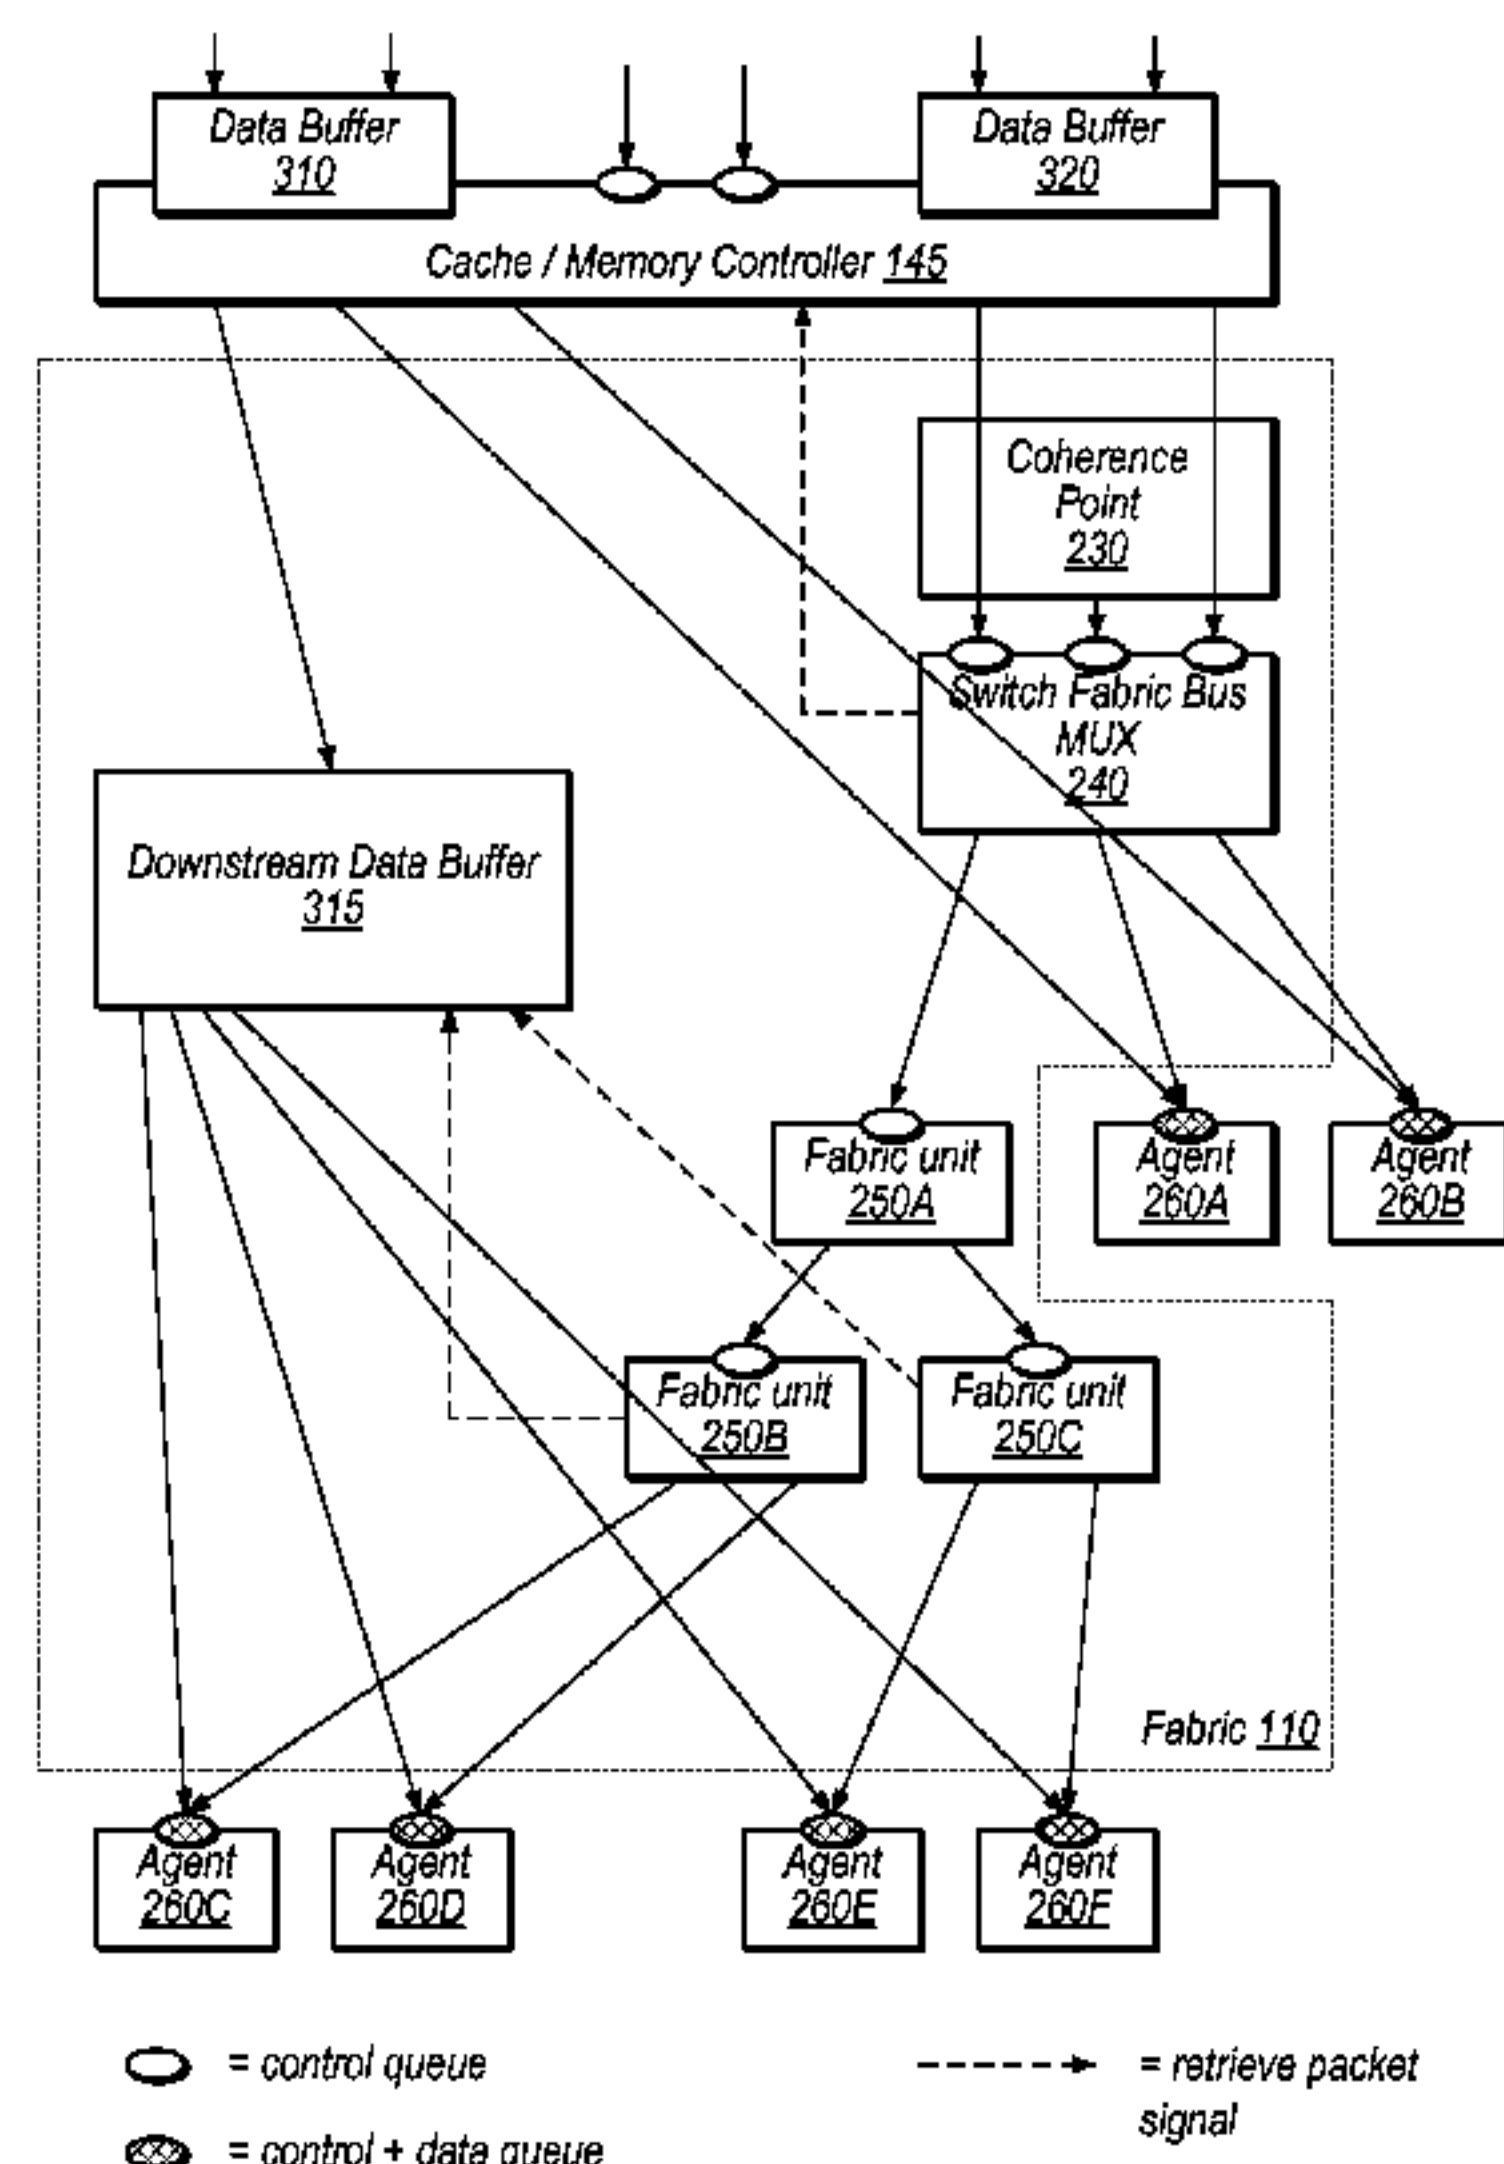 Data Buffer
310
Data Buffer
320
Cache / Memory Controller 145
Coherence
Point
230
Switch Fabric Bus
MUX
240
Downstream Data Buffer
315
Fabric unit
250A
Agent
260A
Agent
260B
Fabric unit
250B
Fabric unit
250C
Fabric 110
Agent
260C
Agent
260D
Agent
260E
Agent
260F
= control queue
= retrieve packet
signal
= control + data queue